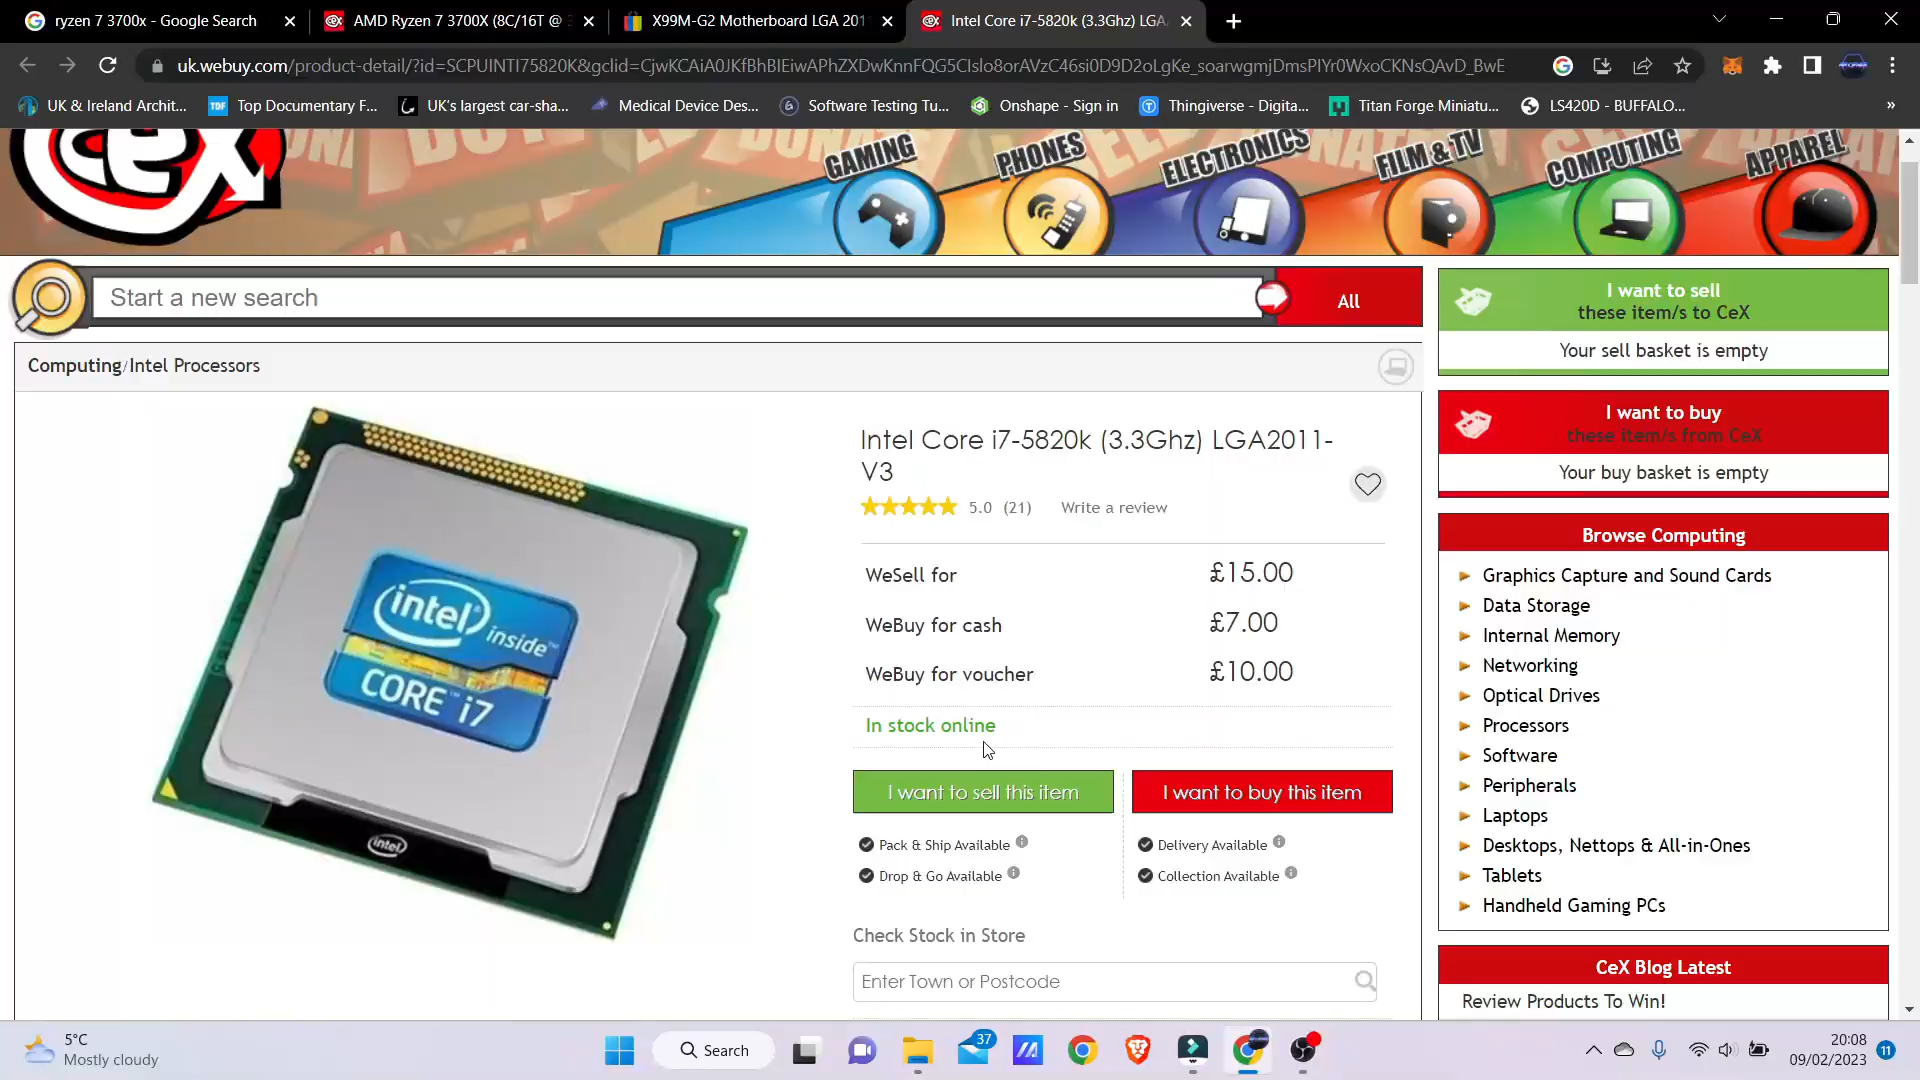 ryzen 7 3700x - Google Search
AMD Ryzen 7 3700X (8C/16T @ 3
X99M-G2 Motherboard LGA 201
Intel Core i7-5820k (3.3Ghz) LGA
uk.webuy.com/product-detail/?id=SCPUINTI75820K&gclid=CjwKCAiA0JKfBhBIEiwAPhZXDwKnnFQG5CIslo8orAVzC46si0D9D2oLgKe_soarwgmjDmsPIYr0WxoCKNsQAvD_BwE
UK & Ireland Archit...
Top Documentary F...
UK's largest car-sha...
Medical Device Des...
Software Testing Tu...
Onshape - Sign in
Thingiverse - Digita...
Titan Forge Miniatu...
LS420D - BUFFALO...
»
CeX
GAMING
PHONES
ELECTRONICS
FILM & TV
COMPUTING
APPAREL
Start a new search
All
I want to sell
these item/s to CeX
Your sell basket is empty
Computing/Intel Processors
I want to buy
these item/s from CeX
Your buy basket is empty
intel inside™
CORE™ i7
intel
Intel Core i7-5820k (3.3Ghz) LGA2011-
V3
5.0 (21) Write a review
WeSell for £15.00
WeBuy for cash £7.00
WeBuy for voucher £10.00
In stock online
I want to sell this item
I want to buy this item
Pack & Ship Available
Delivery Available
Drop & Go Available
Collection Available
Check Stock in Store
Enter Town or Postcode
Browse Computing
Graphics Capture and Sound Cards
Data Storage
Internal Memory
Networking
Optical Drives
Processors
Software
Peripherals
Laptops
Desktops, Nettops & All-in-Ones
Tablets
Handheld Gaming PCs
CeX Blog Latest
Review Products To Win!
5°C
Mostly cloudy
Search
37
20:08
09/02/2023
11